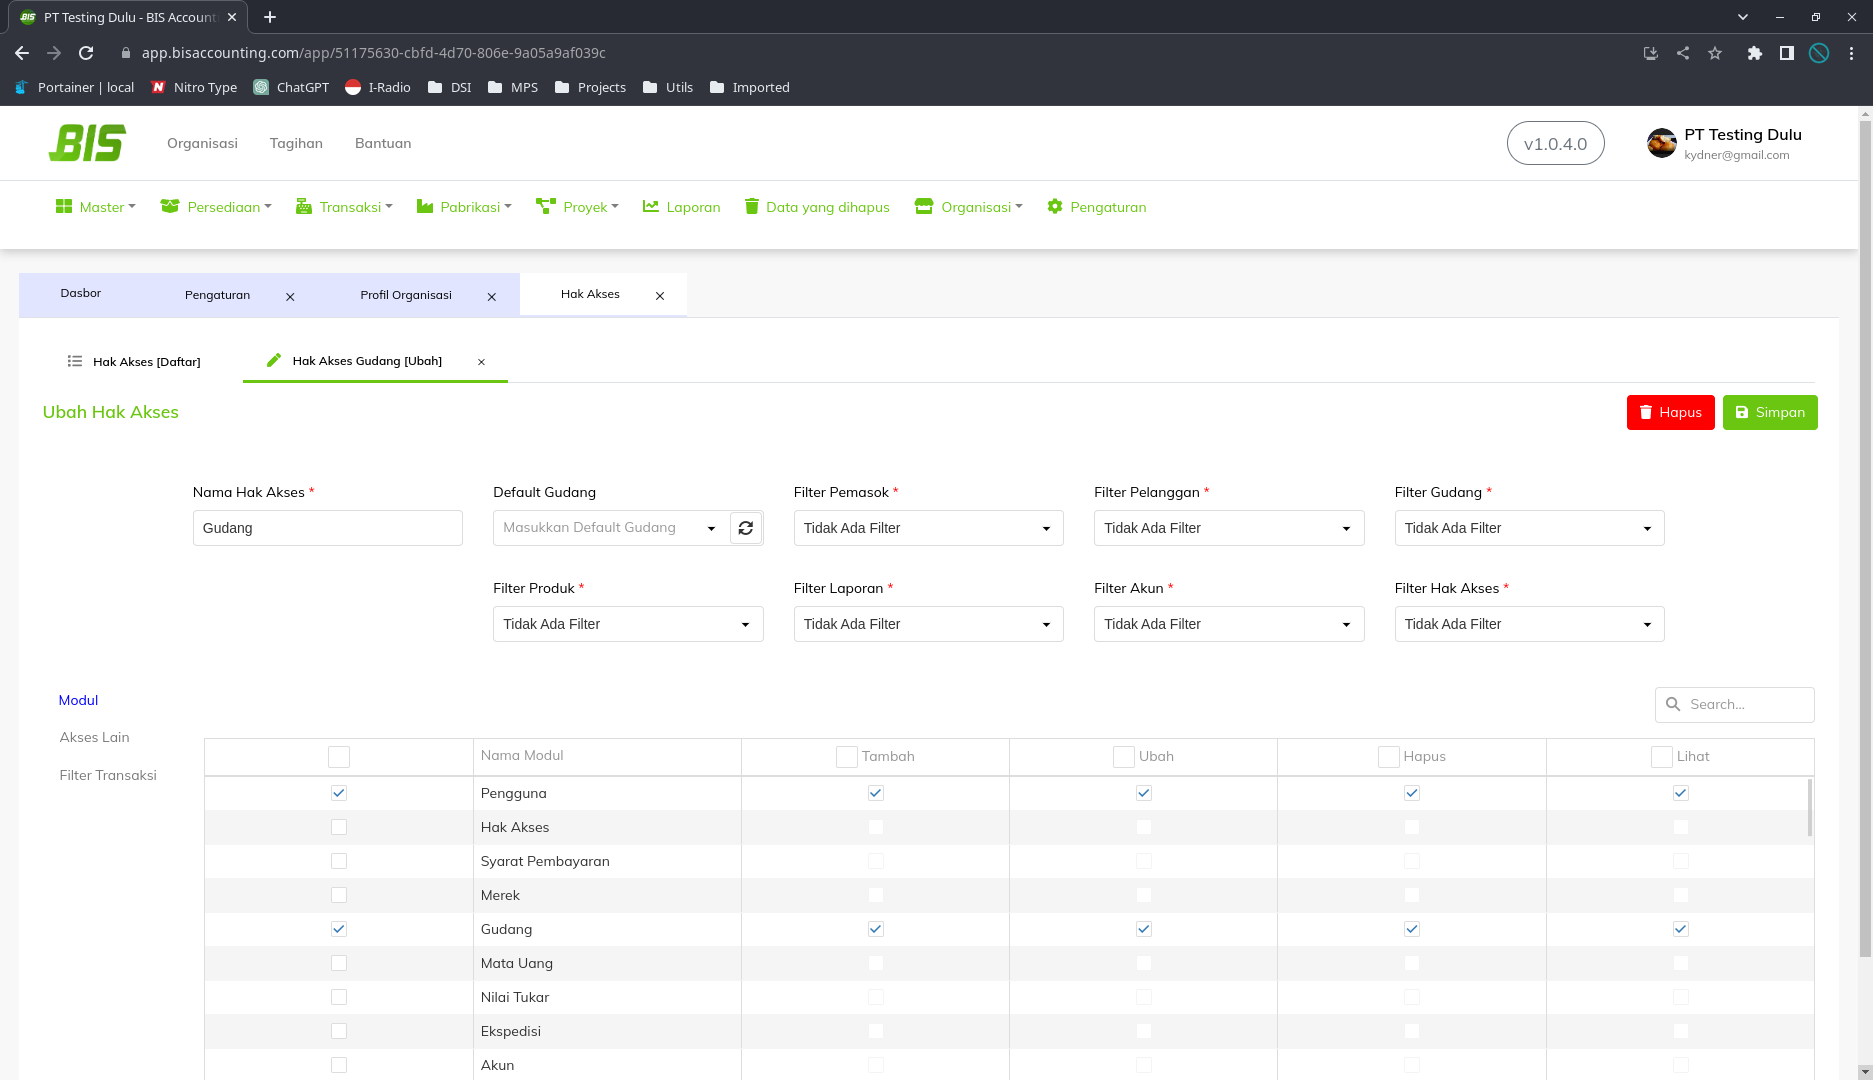 BIS PT Testing Dulu - BIS Account
app.bisaccounting.com/app/51175630-cbfd-4d70-806e-9a05a9af039c
Portainer | local Nitro Type ChatGPT I-Radio DSI MPS Projects Utils Imported
BIS Organisasi Tagihan Bantuan v1.0.4.0 PT Testing Dulu
kydner@gmail.com
Master Persediaan Transaksi Pabrikasi Proyek Laporan Data yang dihapus Organisasi Pengaturan
Dasbor Pengaturan Profil Organisasi Hak Akses
Hak Akses [Daftar] Hak Akses Gudang [Ubah]
Ubah Hak Akses Hapus Simpan
Nama Hak Akses * Default Gudang Filter Pemasok * Filter Pelanggan * Filter Gudang *
Gudang Masukkan Default Gudang Tidak Ada Filter Tidak Ada Filter Tidak Ada Filter
Filter Produk * Filter Laporan * Filter Akun * Filter Hak Akses *
Tidak Ada Filter Tidak Ada Filter Tidak Ada Filter Tidak Ada Filter
Modul Search...
Akses Lain
Filter Transaksi
Nama Modul Tambah Ubah Hapus Lihat
Pengguna
Hak Akses
Syarat Pembayaran
Merek
Gudang
Mata Uang
Nilai Tukar
Ekspedisi
Akun